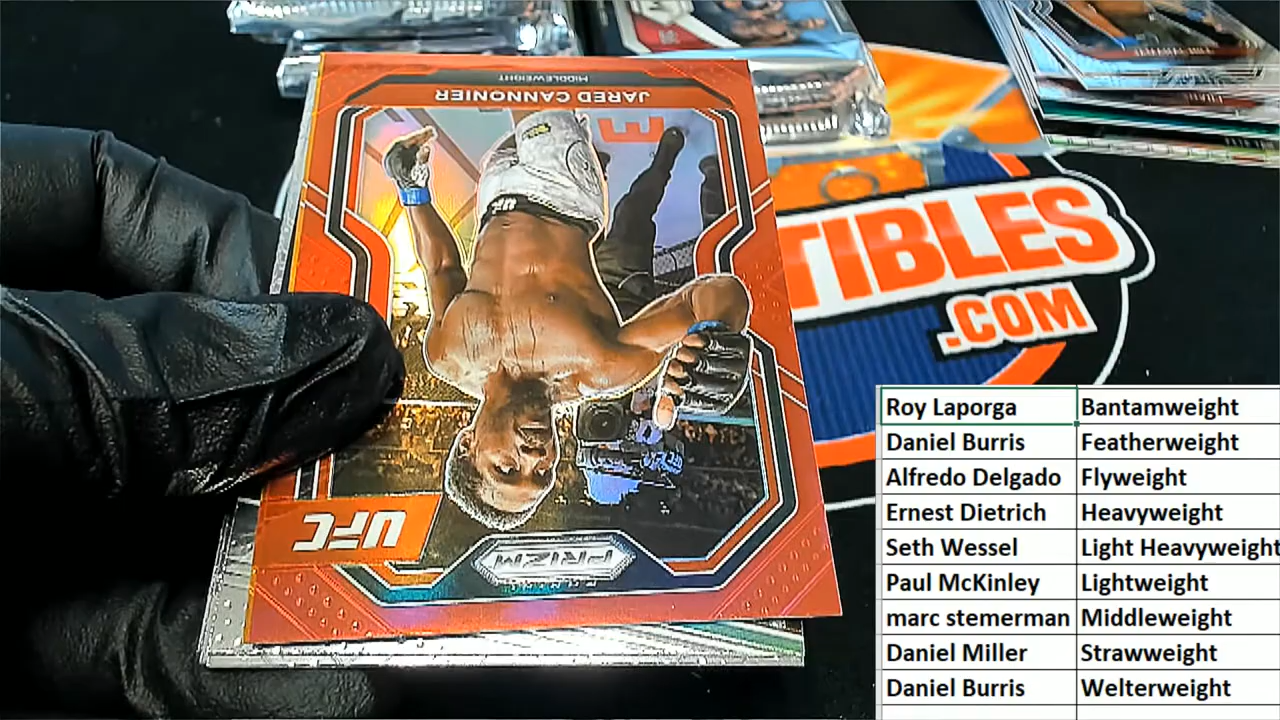 MIDDLEWEIGHT
JARED CANNONIER
UFC
PANINI
PRIZM
TIBLES
.COM
Roy Laporga Bantamweight
Daniel Burris Featherweight
Alfredo Delgado Flyweight
Ernest Dietrich Heavyweight
Seth Wessel Light Heavyweight
Paul McKinley Lightweight
marc stemerman Middleweight
Daniel Miller Strawweight
Daniel Burris Welterweight